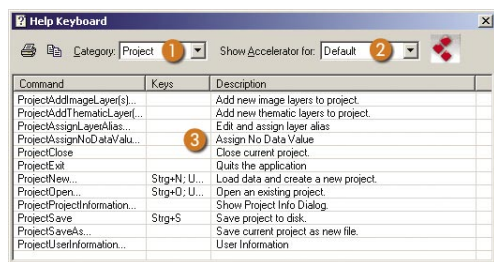 Help Keyboard
Category: Project 1 Show Accelerator for: Default 2
Command Keys Description
ProjectAddImageLayer(s)... Add new image layers to project.
ProjectAddThematicLayer(... Add new thematic layers to project.
ProjectAssignLayerAlias... Edit and assign layer alias
ProjectAssignNoDataValu... 3 Assign No Data Value
ProjectClose Close current project.
ProjectExit Quits the application
ProjectNew... Strg+N; U... Load data and create a new project.
ProjectOpen... Strg+O; U... Open an existing project.
ProjectProjectInformation... Show Project Info Dialog.
ProjectSave Strg+S Save project to disk.
ProjectSaveAs... Save current project as new file.
ProjectUserInformation... User Information